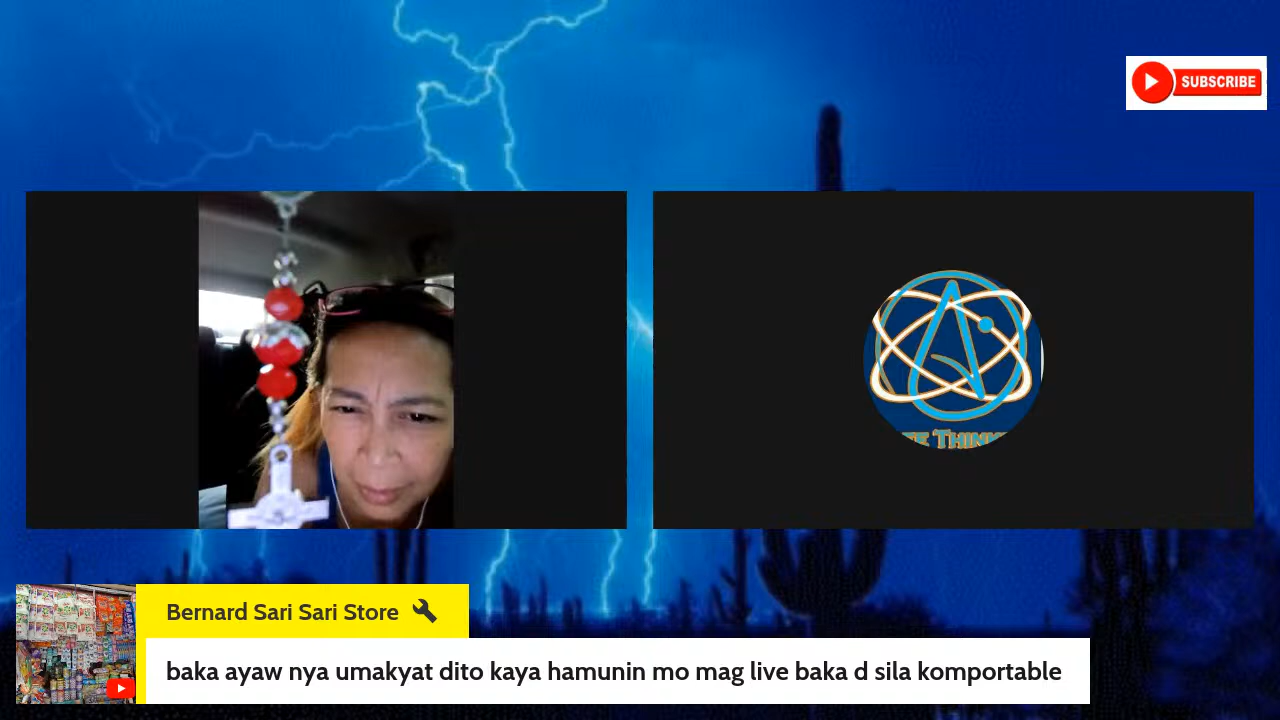 SUBSCRIBE
Bernard Sari Sari Store
baka ayaw nya umakyat dito kaya hamunin mo mag live baka d sila komportable